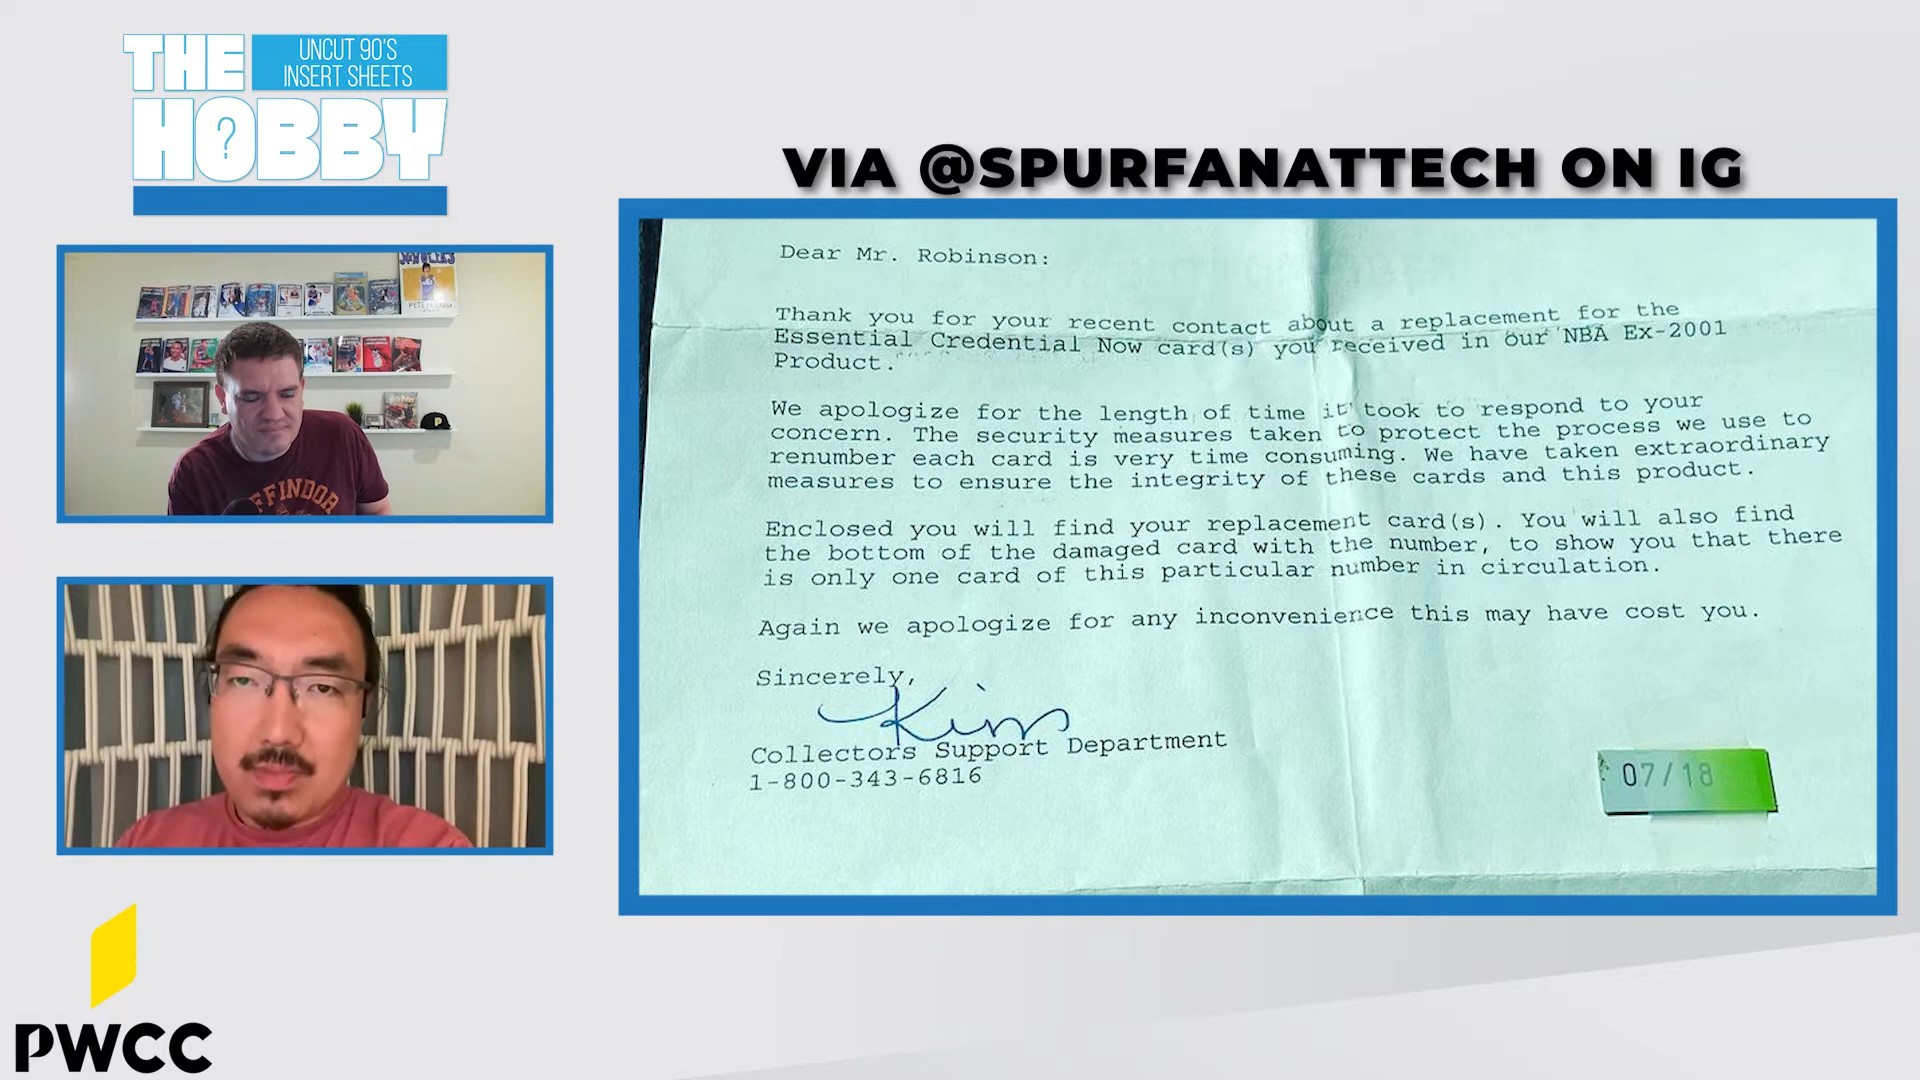 THE
UNCUT 90'S
INSERT SHEETS
HOBBY
VIA @SPURFANATTECH ON IG
Dear Mr. Robinson:
Thank you for your recent contact about a replacement for the
Essential Credential Now card(s) you received in our NBA Ex-2001
Product.
We apologize for the length of time it took to respond to your
concern. The security measures taken to protect the process we use to
renumber each card is very time consuming. We have taken extraordinary
measures to ensure the integrity of these cards and this product.
Enclosed you will find your replacement card(s). You will also find
the bottom of the damaged card with the number, to show you that there
is only one card of this particular number in circulation.
Again we apologize for any inconvenience this may have cost you.
Sincerely,
Kim
Collectors Support Department
1-800-343-6816
07/18
PWCC